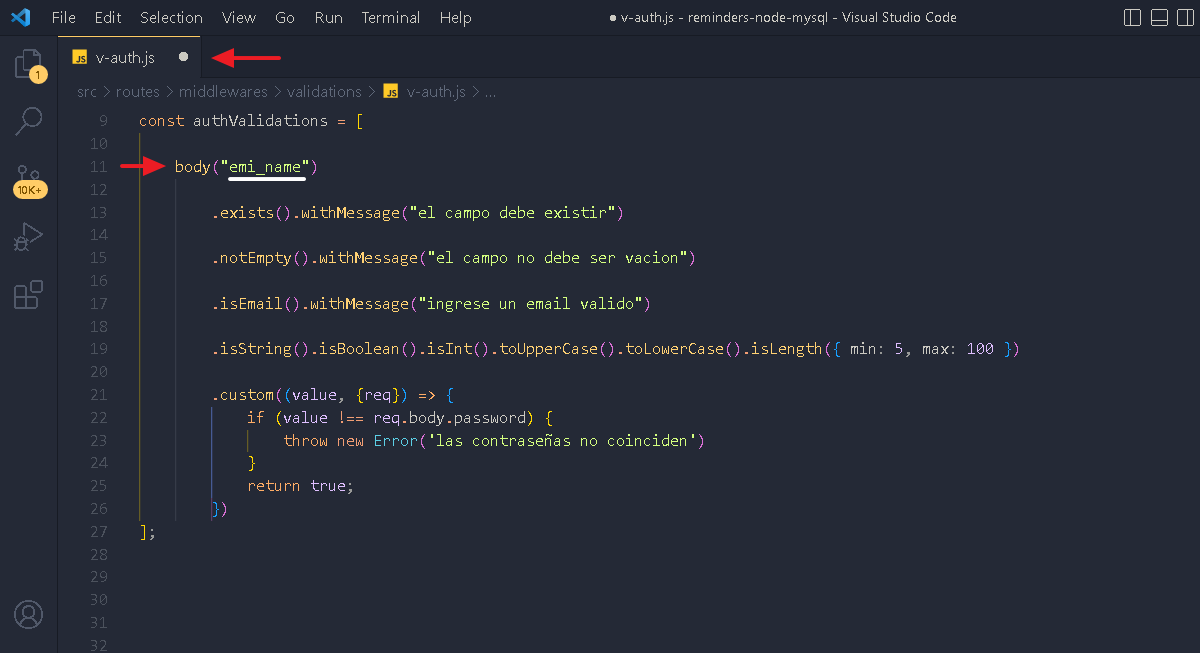 File Edit Selection View Go Run Terminal Help ● v-auth.js - reminders-node-mysql - Visual Studio Code
JS v-auth.js ●
1
src > routes > middlewares > validations > JS v-auth.js > ...
9 const authValidations = [
10
11 body("emi_name")
12
10K+
13 .exists().withMessage("el campo debe existir")
14
15 .notEmpty().withMessage("el campo no debe ser vacion")
16
17 .isEmail().withMessage("ingrese un email valido")
18
19 .isString().isBoolean().isInt().toUpperCase().toLowerCase().isLength({ min: 5, max: 100 })
20
21 .custom((value, {req}) => {
22 if (value !== req.body.password) {
23 throw new Error('las contraseñas no coinciden')
24 }
25 return true;
26 })
27 ];
28
29
30
31
32